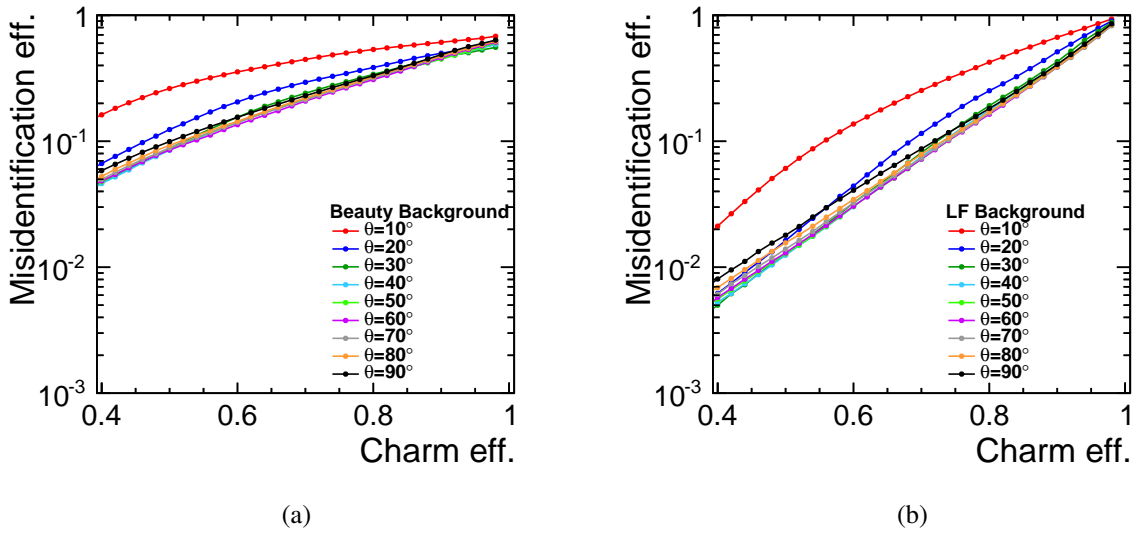 Misidentification eff.
1
10-1
10-2
10-3
Beauty Background
θ=10°
θ=20°
θ=30°
θ=40°
θ=50°
θ=60°
θ=70°
θ=80°
θ=90°
0.4 0.6 0.8 1
Charm eff.
(a)
Misidentification eff.
1
10-1
10-2
10-3
LF Background
θ=10°
θ=20°
θ=30°
θ=40°
θ=50°
θ=60°
θ=70°
θ=80°
θ=90°
0.4 0.6 0.8 1
Charm eff.
(b)